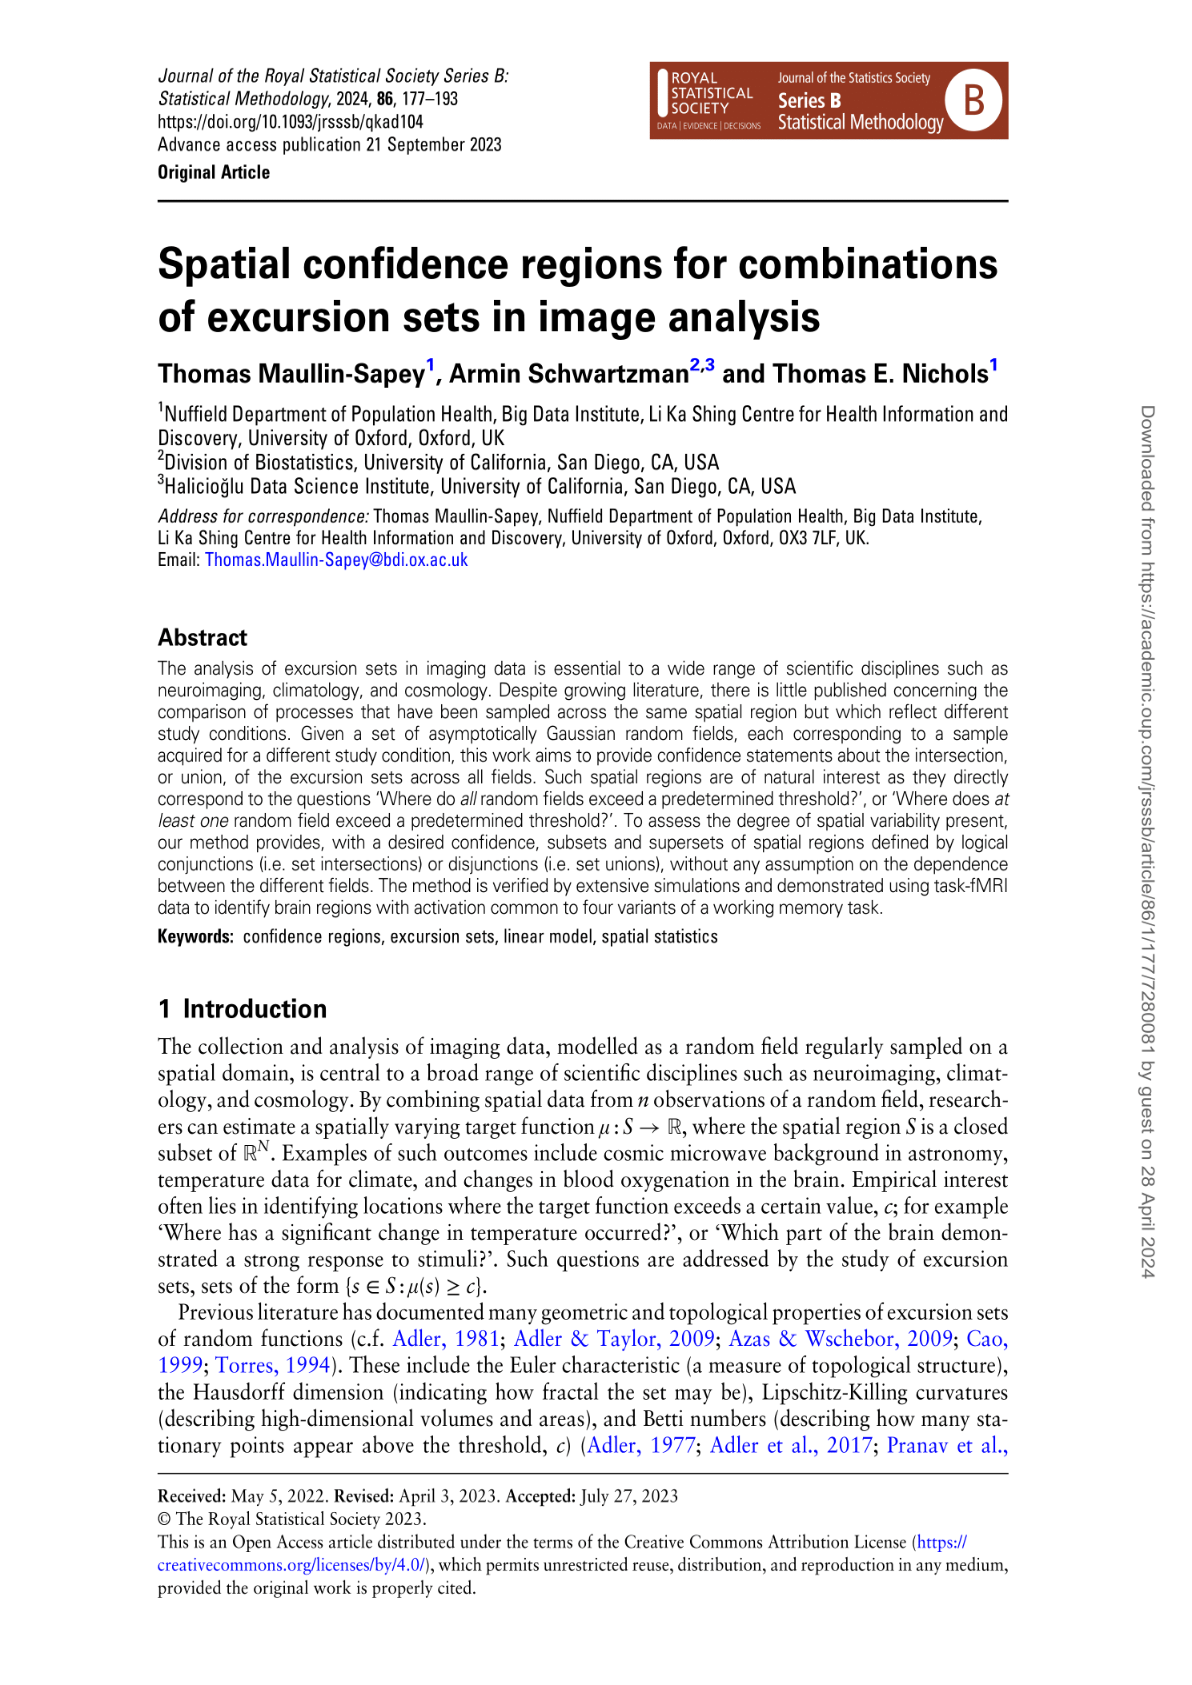 Journal of the Royal Statistical Society Series B:
Statistical Methodology, 2024, 86, 177–193
https://doi.org/10.1093/jrsssb/qkad104
Advance access publication 21 September 2023
Original Article
ROYAL
STATISTICAL
SOCIETY
DATA | EVIDENCE | DECISIONS
Journal of the Statistics Society
Series B
Statistical Methodology
B
Spatial confidence regions for combinations
of excursion sets in image analysis
Thomas Maullin-Sapey1, Armin Schwartzman2,3 and Thomas E. Nichols1
1Nuffield Department of Population Health, Big Data Institute, Li Ka Shing Centre for Health Information and
Discovery, University of Oxford, Oxford, UK
2Division of Biostatistics, University of California, San Diego, CA, USA
3Halicioğlu Data Science Institute, University of California, San Diego, CA, USA
Address for correspondence: Thomas Maullin-Sapey, Nuffield Department of Population Health, Big Data Institute,
Li Ka Shing Centre for Health Information and Discovery, University of Oxford, Oxford, OX3 7LF, UK.
Email: Thomas.Maullin-Sapey@bdi.ox.ac.uk
Abstract
The analysis of excursion sets in imaging data is essential to a wide range of scientific disciplines such as
neuroimaging, climatology, and cosmology. Despite growing literature, there is little published concerning the
comparison of processes that have been sampled across the same spatial region but which reflect different
study conditions. Given a set of asymptotically Gaussian random fields, each corresponding to a sample
acquired for a different study condition, this work aims to provide confidence statements about the intersection,
or union, of the excursion sets across all fields. Such spatial regions are of natural interest as they directly
correspond to the questions ‘Where do all random fields exceed a predetermined threshold?’, or ‘Where does at
least one random field exceed a predetermined threshold?’. To assess the degree of spatial variability present,
our method provides, with a desired confidence, subsets and supersets of spatial regions defined by logical
conjunctions (i.e. set intersections) or disjunctions (i.e. set unions), without any assumption on the dependence
between the different fields. The method is verified by extensive simulations and demonstrated using task-fMRI
data to identify brain regions with activation common to four variants of a working memory task.
Keywords: confidence regions, excursion sets, linear model, spatial statistics
1 Introduction
The collection and analysis of imaging data, modelled as a random field regularly sampled on a
spatial domain, is central to a broad range of scientific disciplines such as neuroimaging, climat-
ology, and cosmology. By combining spatial data from n observations of a random field, research-
ers can estimate a spatially varying target function μ : S → ℝ, where the spatial region S is a closed
subset of ℝN. Examples of such outcomes include cosmic microwave background in astronomy,
temperature data for climate, and changes in blood oxygenation in the brain. Empirical interest
often lies in identifying locations where the target function exceeds a certain value, c; for example
‘Where has a significant change in temperature occurred?’, or ‘Which part of the brain demon-
strated a strong response to stimuli?’. Such questions are addressed by the study of excursion
sets, sets of the form {s ∈ S : μ(s) ≥ c}.
Previous literature has documented many geometric and topological properties of excursion sets
of random functions (c.f. Adler, 1981; Adler & Taylor, 2009; Azas & Wschebor, 2009; Cao,
1999; Torres, 1994). These include the Euler characteristic (a measure of topological structure),
the Hausdorff dimension (indicating how fractal the set may be), Lipschitz-Killing curvatures
(describing high-dimensional volumes and areas), and Betti numbers (describing how many sta-
tionary points appear above the threshold, c) (Adler, 1977; Adler et al., 2017; Pranav et al.,
Received: May 5, 2022. Revised: April 3, 2023. Accepted: July 27, 2023
© The Royal Statistical Society 2023.
This is an Open Access article distributed under the terms of the Creative Commons Attribution License (https://
creativecommons.org/licenses/by/4.0/), which permits unrestricted reuse, distribution, and reproduction in any medium,
provided the original work is properly cited.
Downloaded from https://academic.oup.com/jrsssb/article/86/1/177/7280081 by guest on 28 April 2024